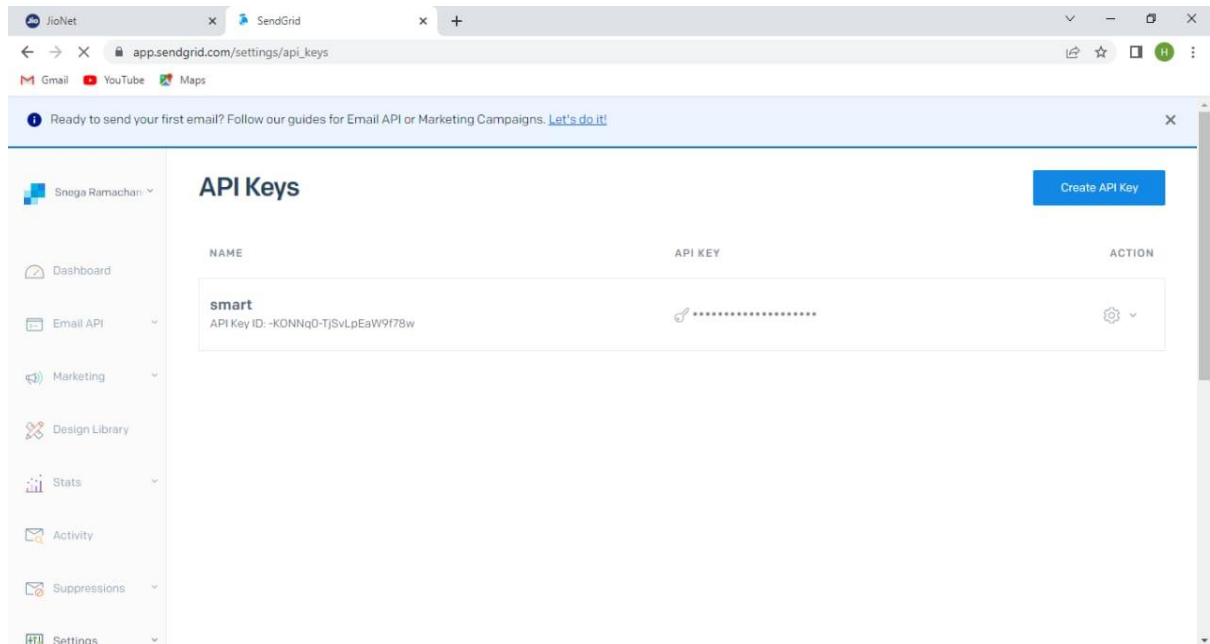 JioNet
SendGrid
app.sendgrid.com/settings/api_keys
H
Gmail YouTube Maps
Ready to send your first email? Follow our guides for Email API or Marketing Campaigns. Let's do it!
Snega Ramachan
API Keys
Create API Key
NAME API KEY ACTION
smart
API Key ID: -KONNq0-TjSvLpEaW9f78w
Dashboard
Email API
Marketing
Design Library
Stats
Activity
Suppressions
Settings